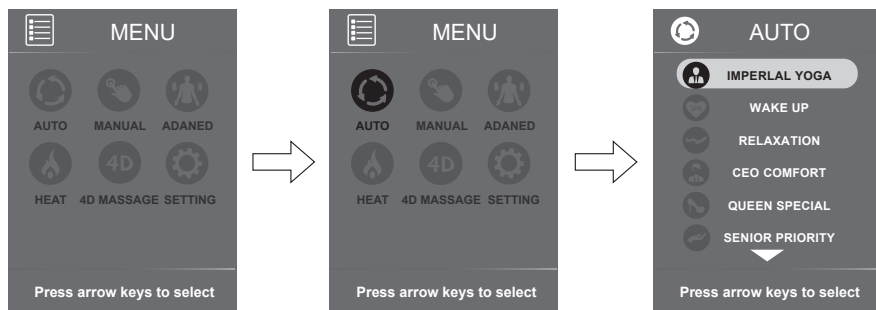 MENU
AUTO MANUAL ADANED
4D
HEAT 4D MASSAGE SETTING
Press arrow keys to select
MENU
AUTO MANUAL ADANED
4D
HEAT 4D MASSAGE SETTING
Press arrow keys to select
AUTO
IMPERLAL YOGA
WAKE UP
RELAXATION
CEO COMFORT
QUEEN SPECIAL
SENIOR PRIORITY
Press arrow keys to select